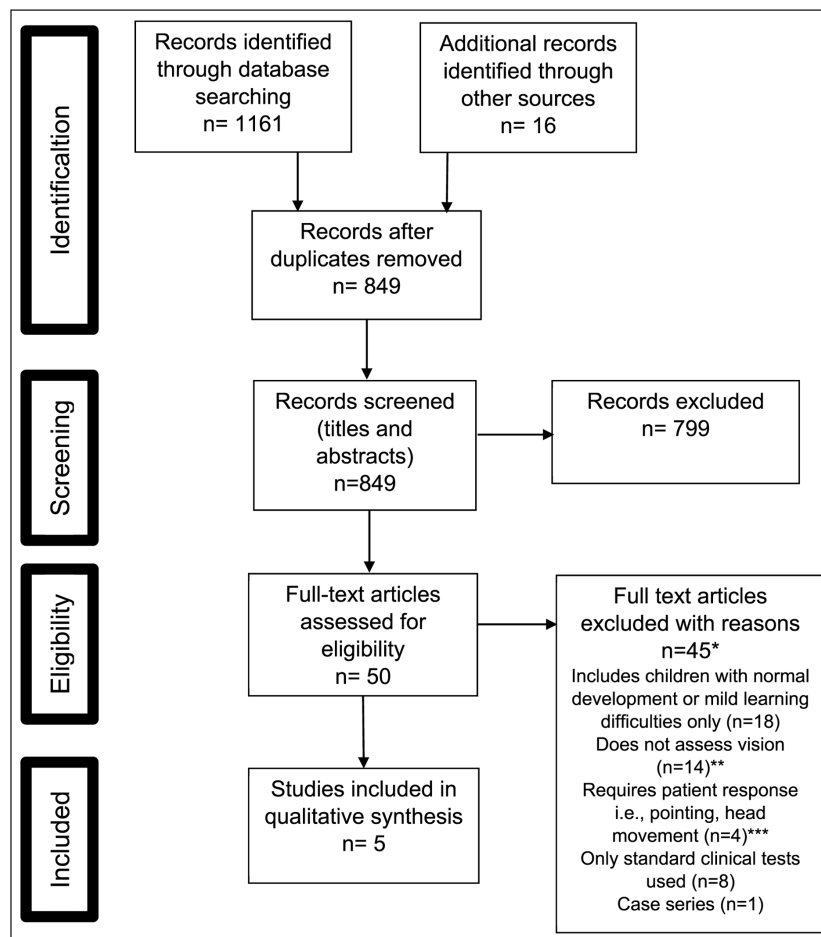 Identificaltion
Records identified
through database
searching
n= 1161
Additional records
identified through
other sources
n= 16
Records after
duplicates removed
n= 849
Screening
Records screened
(titles and
abstracts)
n=849
Records excluded
n= 799
Eligibility
Full-text articles
assessed for
eligibility
n= 50
Full text articles
excluded with reasons
n=45*
Includes children with normal
development or mild learning
difficulties only (n=18)
Does not assess vision
(n=14)**
Requires patient response
i.e., pointing, head
movement (n=4)***
Only standard clinical tests
used (n=8)
Case series (n=1)
Included
Studies included in
qualitative synthesis
n= 5